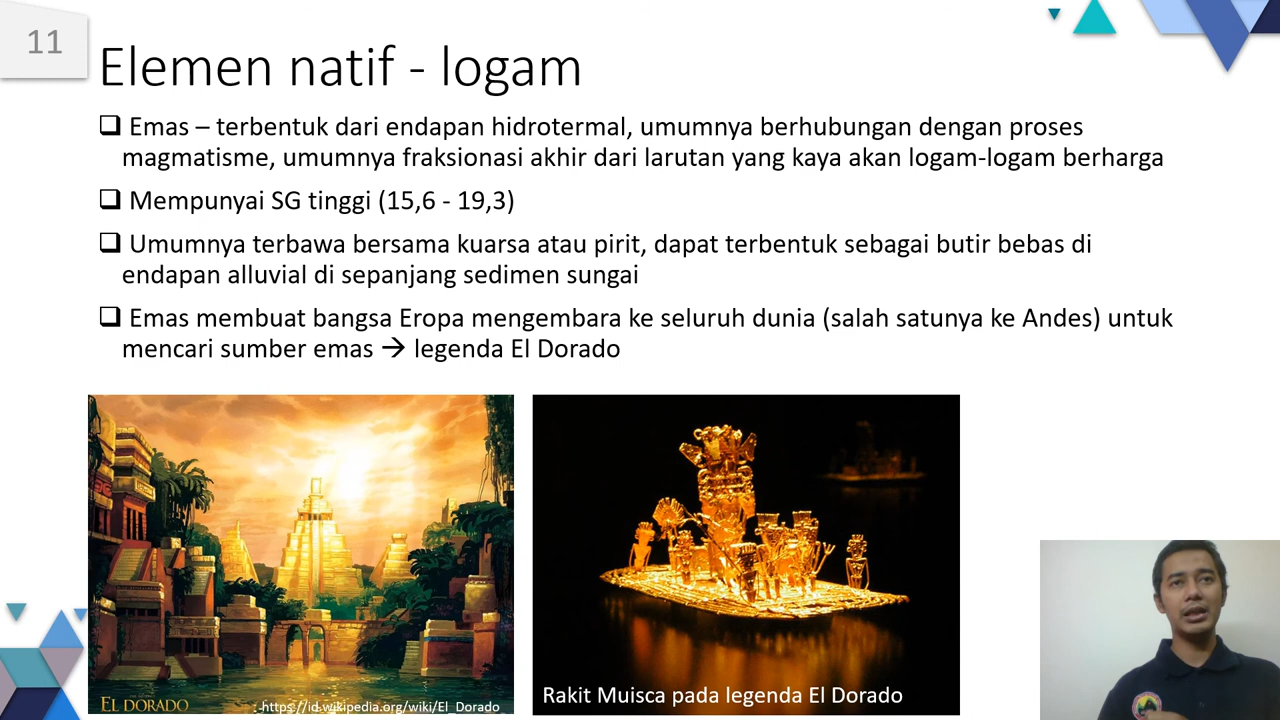 11
Elemen natif - logam
❑ Emas – terbentuk dari endapan hidrotermal, umumnya berhubungan dengan proses
magmatisme, umumnya fraksionasi akhir dari larutan yang kaya akan logam-logam berharga
❑ Mempunyai SG tinggi (15,6 - 19,3)
❑ Umumnya terbawa bersama kuarsa atau pirit, dapat terbentuk sebagai butir bebas di
endapan alluvial di sepanjang sedimen sungai
❑ Emas membuat bangsa Eropa mengembara ke seluruh dunia (salah satunya ke Andes) untuk
mencari sumber emas → legenda El Dorado
EL DORADO
https://id.wikipedia.org/wiki/El_Dorado
Rakit Muisca pada legenda El Dorado